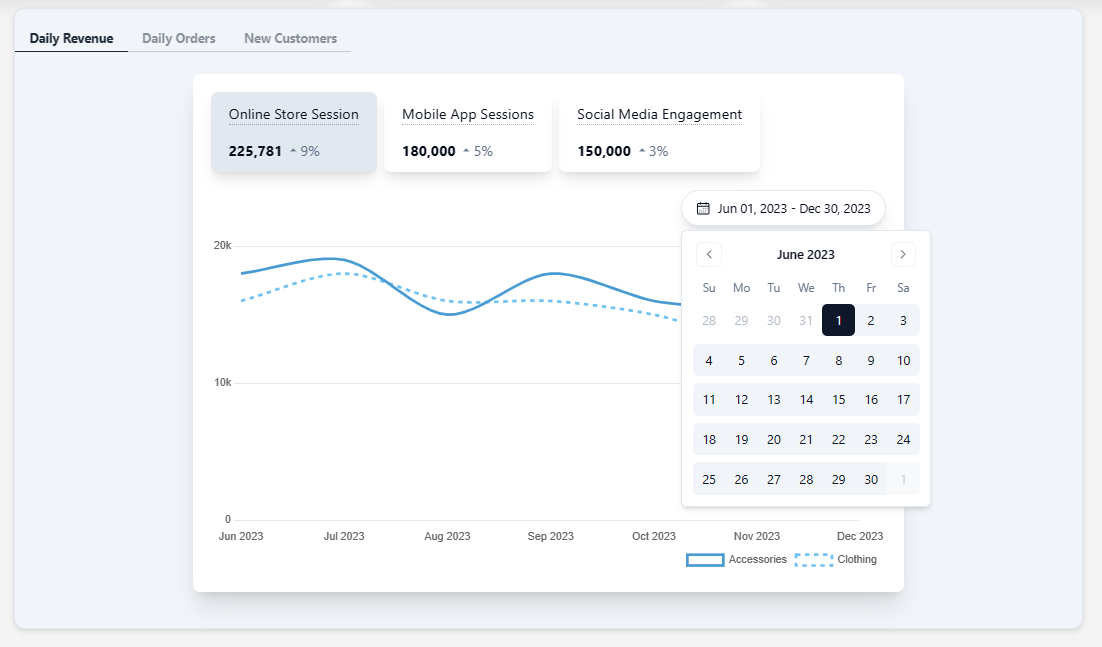 Daily Revenue Daily Orders New Customers
Online Store Session Mobile App Sessions Social Media Engagement
225,781 9% 180,000 5% 150,000 3%
Jun 01, 2023 - Dec 30, 2023
June 2023
Su Mo Tu We Th Fr Sa
28 29 30 31 1 2 3
4 5 6 7 8 9 10
11 12 13 14 15 16 17
18 19 20 21 22 23 24
25 26 27 28 29 30 1
20k
10k
0
Jun 2023 Jul 2023 Aug 2023 Sep 2023 Oct 2023 Nov 2023 Dec 2023
Accessories Clothing